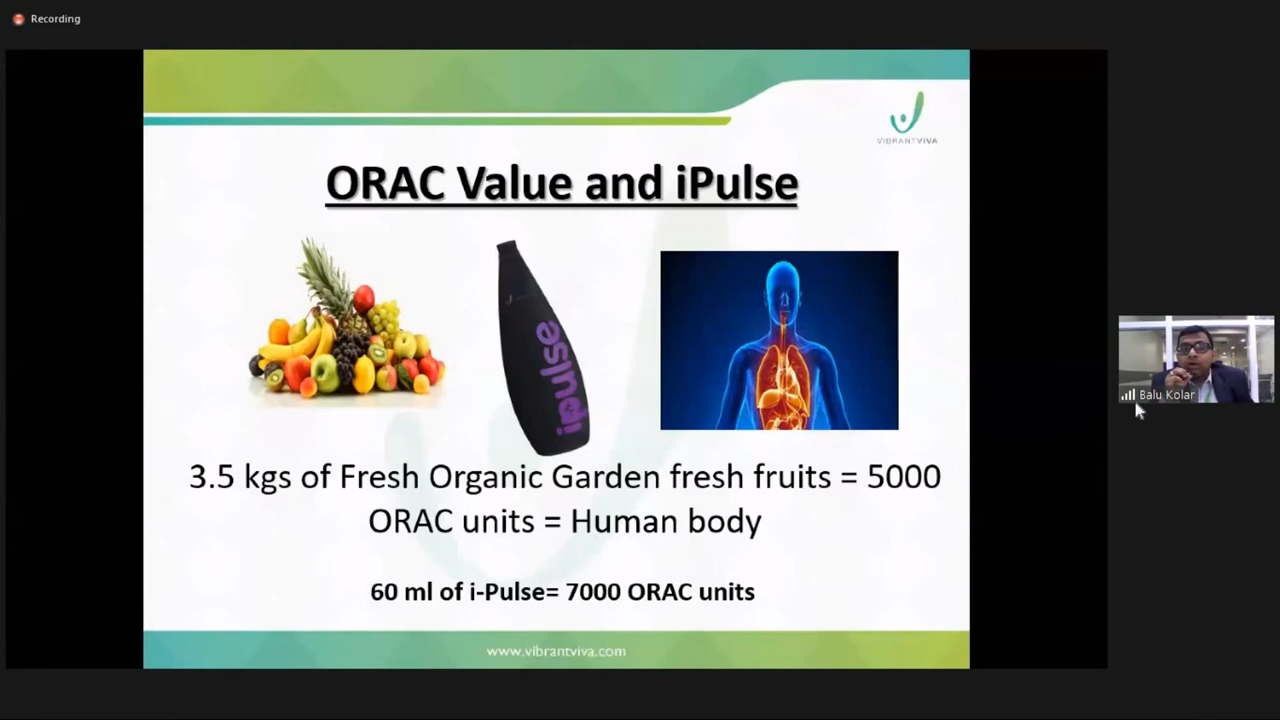 Recording
VIBRANTVIVA
ORAC Value and iPulse
ipulse
3.5 kgs of Fresh Organic Garden fresh fruits = 5000
ORAC units = Human body
60 ml of i-Pulse= 7000 ORAC units
www.vibrantviva.com
Balu Kolar